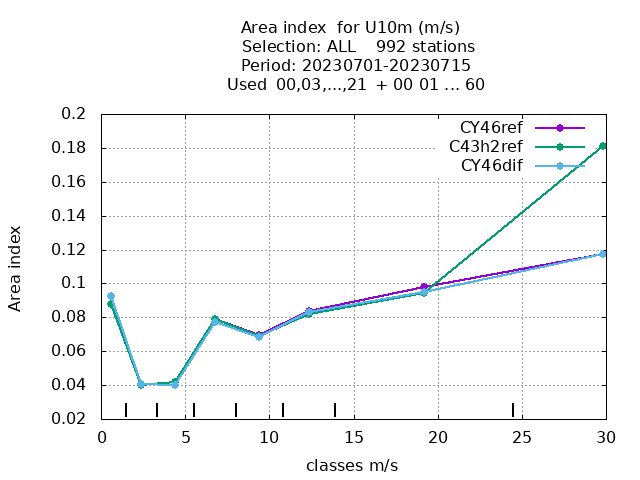 Area index  for U10m (m/s)
Selection: ALL    992 stations
Period: 20230701-20230715
Used  00,03,...,21  + 00 01 ... 60
CY46ref
C43h2ref
CY46dif
0.2
0.18
0.16
0.14
0.12
0.1
0.08
0.06
0.04
0.02
Area index
0 5 10 15 20 25 30
classes m/s